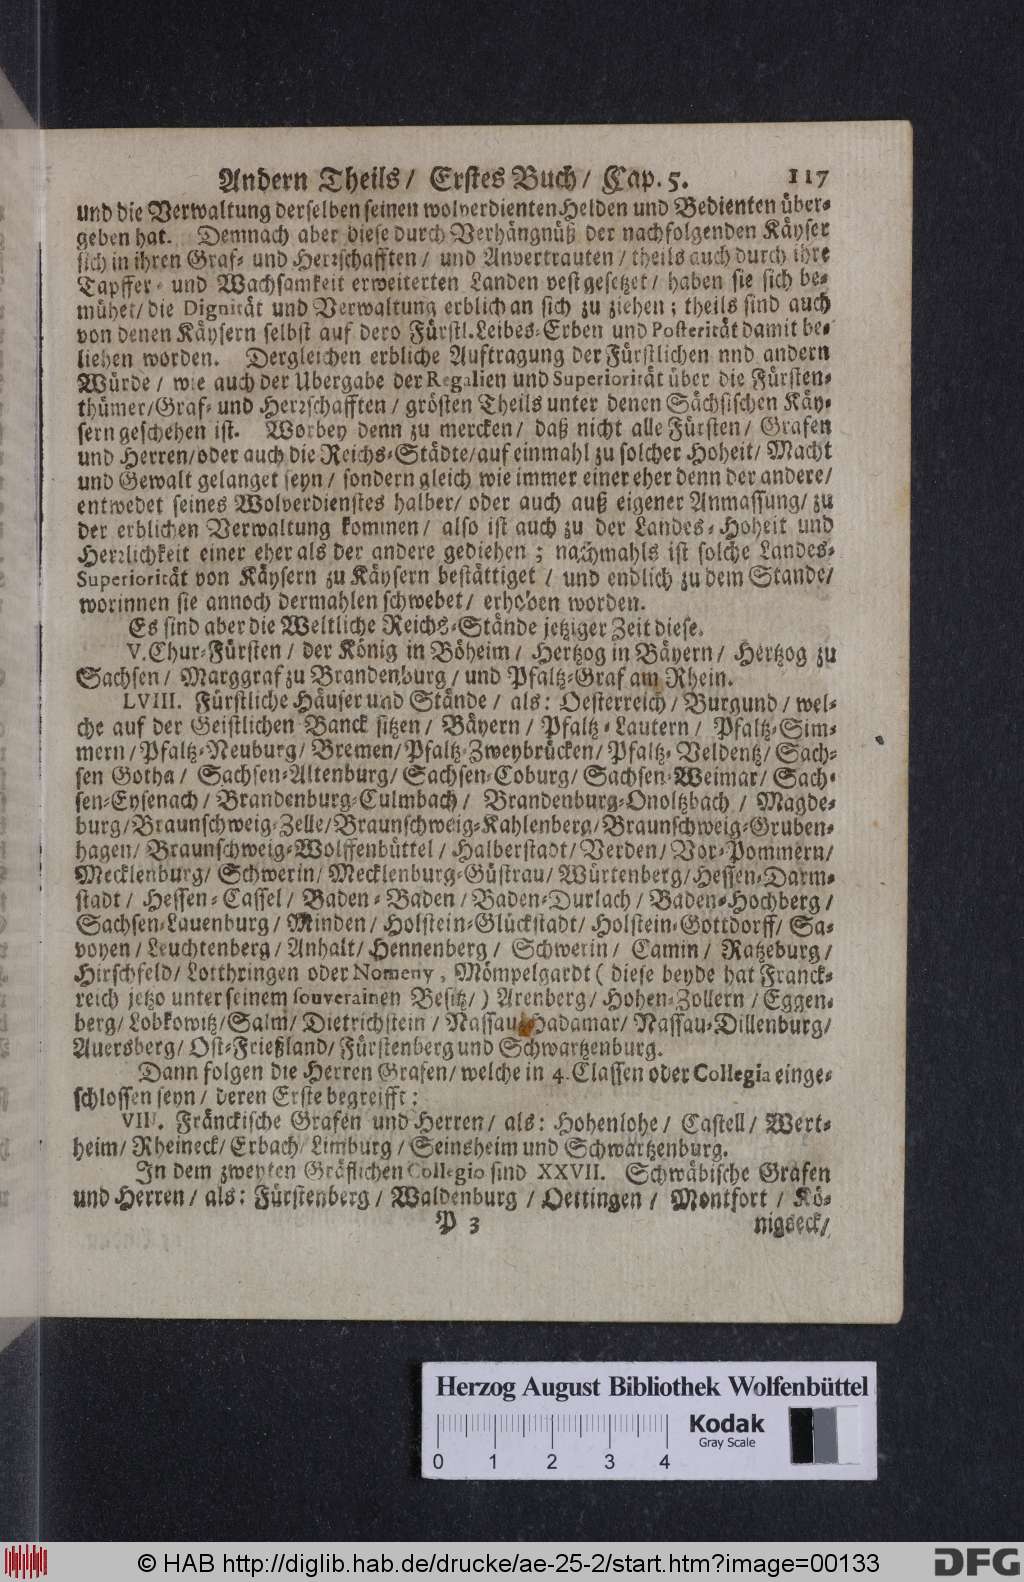 Andern Theils/ Erstes Buch/ Cap. 5. 117
und die Verwaltung derselben seinen wolverdienten Helden und Bedienten über-
geben hat. Demnach aber diese durch Verhängnüß der nachfolgenden Käyser
sich in ihren Graf- und Herrschafften/ und Anvertrauten/ theils auch durch ihre
Tapffer- und Wachsamkeit erweiterten Landen vest gesetzet/ haben sie sich be-
mühet/ die Dignität und Verwaltung erblich an sich zu ziehen; theils sind auch
von denen Käysern selbst auf dero Fürstl. Leibes-Erben und Posterität damit be-
liehen worden. Dergleichen erbliche Auftragung der Fürstlichen nnd andern
Würde/ wie auch der Ubergabe der Regalien und Superiorität über die Fürsten-
thümer/Graf- und Herrschafften/ grösten Theils unter denen Sächsischen Käy-
sern geschehen ist. Worbey denn zu mercken/ daß nicht alle Fürsten/ Grafen
und Herren/oder auch die Reichs-Städte/auf einmahl zu solcher Hoheit/ Macht
und Gewalt gelanget seyn/ sondern gleich wie immer einer eher denn der andere/
entwedet seines Wolverdienstes halber/ oder auch auß eigener Anmassung/ zu
der erblichen Verwaltung kommen/ also ist auch zu der Landes-Hoheit und
Herrlichkeit einer eher als der andere gediehen; nachmahls ist solche Landes-
Superiorität von Käysern zu Käysern bestättiget/ und endlich zu dem Stande/
worinnen sie annoch dermahlen schwebet/ erhoben worden.
Es sind aber die Weltliche Reichs-Stände jetziger Zeit diese.
V. Chur-Fürsten/ der König in Böheim/ Hertzog in Bäyern/ Hertzog zu
Sachsen/ Marggraf zu Brandenburg/ und Pfaltz-Graf am Rhein.
LVIII. Fürstliche Häuser und Stände/ als: Oesterreich/ Burgund/ wel-
che auf der Geistlichen Banck sitzen/ Bäyern/ Pfaltz-Lautern/ Pfaltz-Sim-
mern/ Pfaltz-Neuburg/ Bremen/ Pfaltz-Zweybrücken/ Pfaltz-Veldentz/ Sach-
sen Gotha/ Sachsen-Altenburg/ Sachsen-Coburg/ Sachsen-Weimar/ Sach-
sen-Eysenach/ Brandenburg-Culmbach/ Brandenburg-Onoltzbach/ Magde-
burg/Braunschweig-Zelle/Braunschweig-Kahlenberg/Braunschweig-Gruben-
hagen/ Braunschweig-Wolffenbüttel/ Halberstadt/ Verden/ Vor-Pommern/
Mecklenburg/ Schwerin/ Mecklenburg-Güstrau/ Würtenberg/ Hessen-Darm-
stadt/ Hessen-Cassel/ Baden-Baden/ Baden-Durlach/ Baden-Hochberg/
Sachsen-Lauenburg/ Minden/ Holstein-Glückstadt/ Holstein-Gottdorff/ Sa-
voyen/ Leuchtenberg/ Anhalt/ Hennenberg/ Schwerin/ Camin/ Ratzeburg/
Hirschfeld/ Lotthringen oder Nomeny, Mömpelgardt (diese beyde hat Franck-
reich jetzo unter seinem souverainen Besitz/) Arenberg/ Hohen-Zollern/ Eggen-
berg/ Lobkowitz/ Salm/ Dietrichstein/ Nassau-Hadamar/ Nassau-Dillenburg/
Auersberg/ Ost-Frießland/ Fürstenberg und Schwartzenburg.
Dann folgen die Herren Grafen/ welche in 4. Classen oder Collegia einge-
schlossen seyn/ deren Erste begreifft:
VIII. Fränckische Grafen und Herren/ als: Hohenlohe/ Castell/ Wert-
heim/ Rheineck/ Erbach/ Limburg/ Seinsheim und Schwartzenburg.
In dem zweyten Gräflichen Collegio sind XXVII. Schwäbische Grafen
und Herren/ als: Fürstenberg/ Waldenburg/ Oettingen/ Montfort/ Kö-
P 3 nigseck/
Herzog August Bibliothek Wolfenbüttel
Kodak
Gray Scale
0 1 2 3 4
© HAB http://diglib.hab.de/drucke/ae-25-2/start.htm?image=00133
DFG